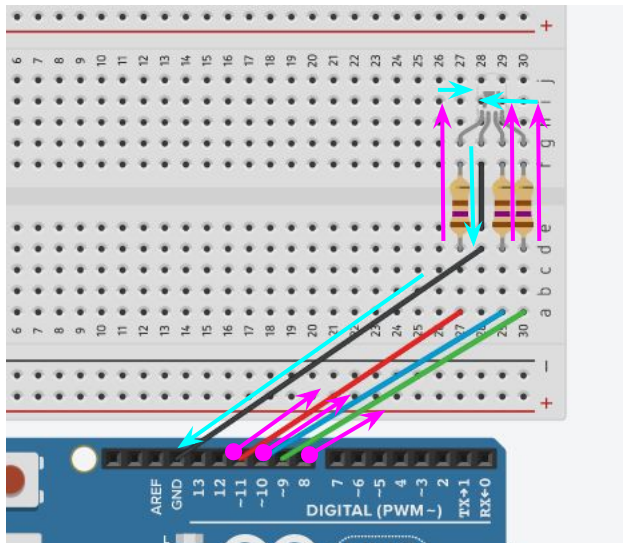 +
6 7 8 9 10 11 12 13 14 15 16 17 18 19 20 21 22 23 24 25 26 27 28 29 30
j
i
h
g
f
e
d
c
b
a
6 7 8 9 10 11 12 13 14 15 16 17 18 19 20 21 22 23 24 25 26 27 28 29 30
−
+
AREF GND 13 12 ~11 ~10 ~9 8 7 ~6 ~5 4 ~3 2 TX→1 RX←0
DIGITAL (PWM~)